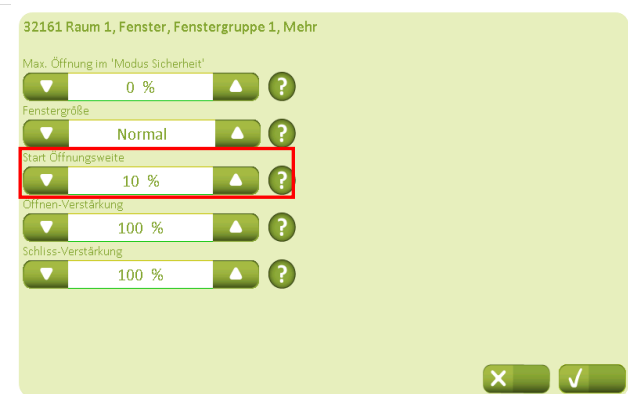 32161 Raum 1, Fenster, Fenstergruppe 1, Mehr
Max. Öffnung im 'Modus Sicherheit'
0 %
?
Fenstergröße
Normal
?
Start Öffnungsweite
10 %
?
Öffnen-Verstärkung
100 %
?
Schliss-Verstärkung
100 %
?